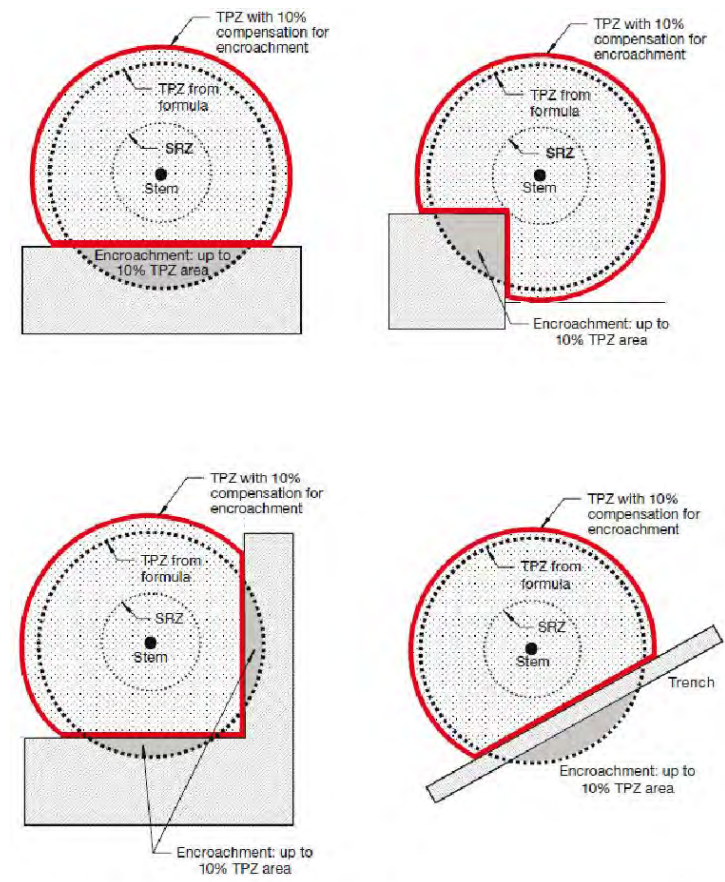 TPZ with 10%
compensation for
encroachment
TPZ from
formula
SRZ
Stem
Encroachment: up to
10% TPZ area
TPZ with 10%
compensation for
encroachment
TPZ from
formula
SRZ
Stem
Encroachment: up to
10% TPZ area
TPZ with 10%
compensation for
encroachment
TPZ from
formula
SRZ
Stem
Encroachment: up to
10% TPZ area
TPZ with 10%
compensation for
encroachment
TPZ from
formula
SRZ
Stem
Trench
Encroachment: up to
10% TPZ area